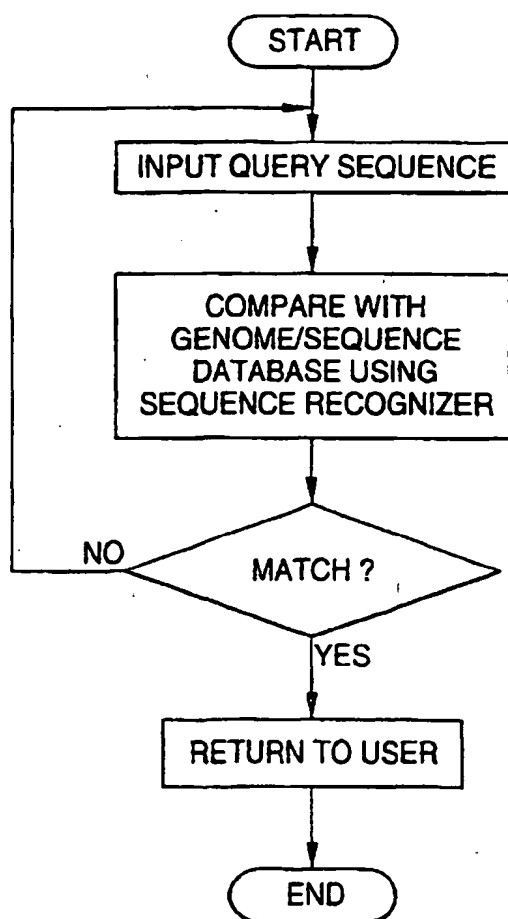 START
INPUT QUERY SEQUENCE
COMPARE WITH
GENOME/SEQUENCE
DATABASE USING
SEQUENCE RECOGNIZER
MATCH ?
NO
YES
RETURN TO USER
END